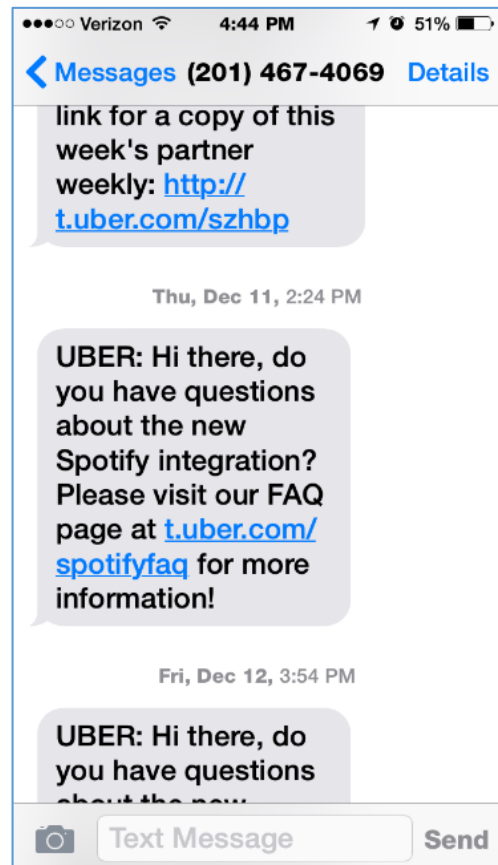 Verizon 4:44 PM 51%
Messages (201) 467-4069 Details
link for a copy of this
week's partner
weekly: http://
t.uber.com/szhbp
Thu, Dec 11, 2:24 PM
UBER: Hi there, do
you have questions
about the new
Spotify integration?
Please visit our FAQ
page at t.uber.com/
spotifyfaq for more
information!
Fri, Dec 12, 3:54 PM
UBER: Hi there, do
you have questions
about the new
Text Message Send